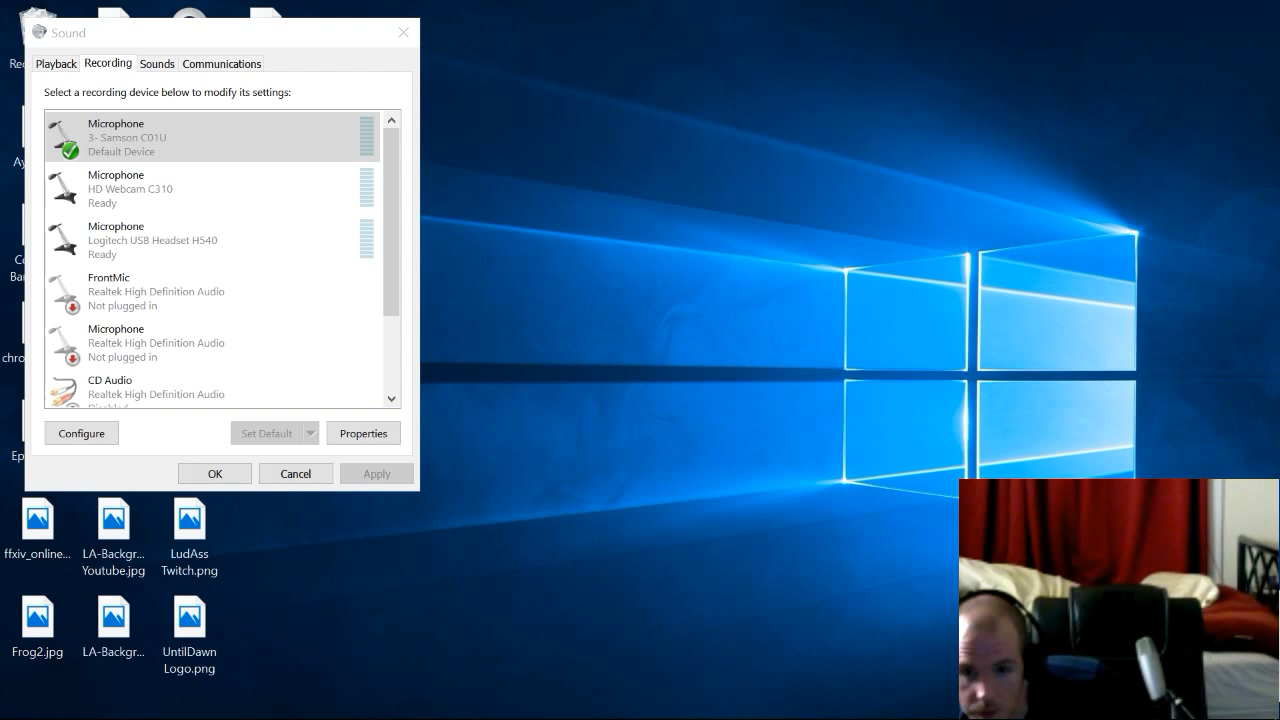 Sound
Playback
Recording
Sounds
Communications
Select a recording device below to modify its settings:
Microphone
3- Samson C01U
Default Device
Microphone
HD Webcam C310
Ready
Microphone
Logitech USB Headset H540
Ready
FrontMic
Realtek High Definition Audio
Not plugged in
Microphone
Realtek High Definition Audio
Not plugged in
CD Audio
Realtek High Definition Audio
Disabled
Configure
Set Default
Properties
OK
Cancel
Apply
ffxiv_online...
LA-Backgr...
Youtube.jpg
LudAss
Twitch.png
Frog2.jpg
LA-Backgr...
UntilDawn
Logo.png